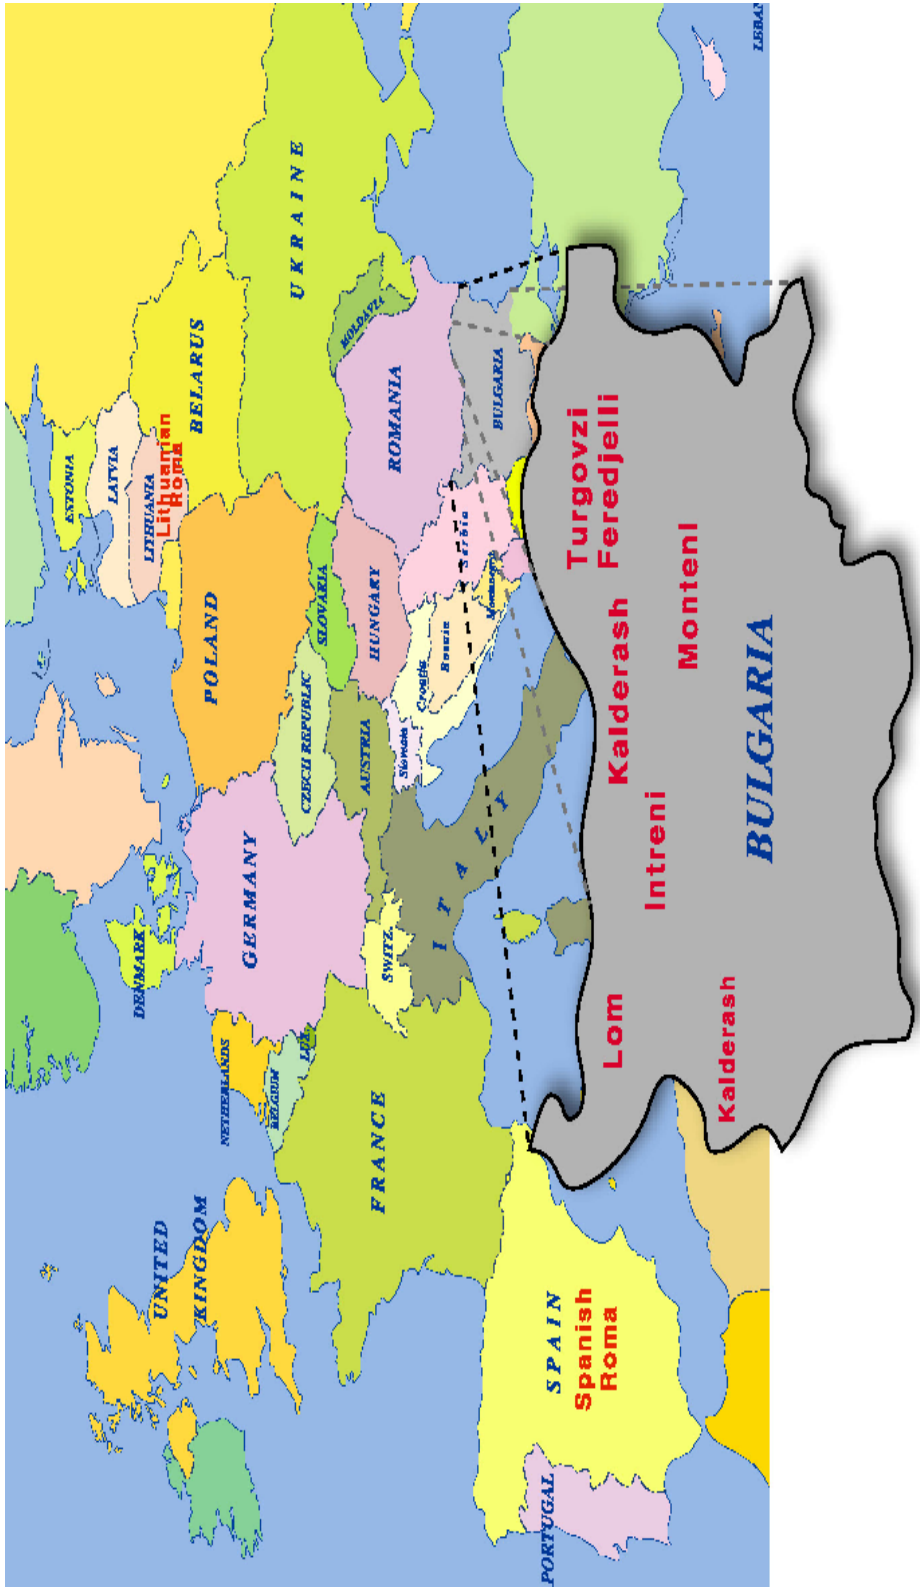 ESTONIA
LATVIA
LITHUANIA
Lithuanian
Roma
BELARUS
DENMARK
UNITED
KINGDOM
NETHERLANDS
BELGIUM
LUX
GERMANY
POLAND
CZECH REPUBLIC
SLOVAKIA
UKRAINE
MOLDAVIA
FRANCE
SWITZ.
AUSTRIA
HUNGARY
ROMANIA
Slovenia
Croatia
Bosnia
Serbia
BULGARIA
ITALY
PORTUGAL
SPAIN
Spanish
Roma
Lom
Intreni
Kalderash
Turgovzi
Feredjelli
Kalderash
Monteni
BULGARIA